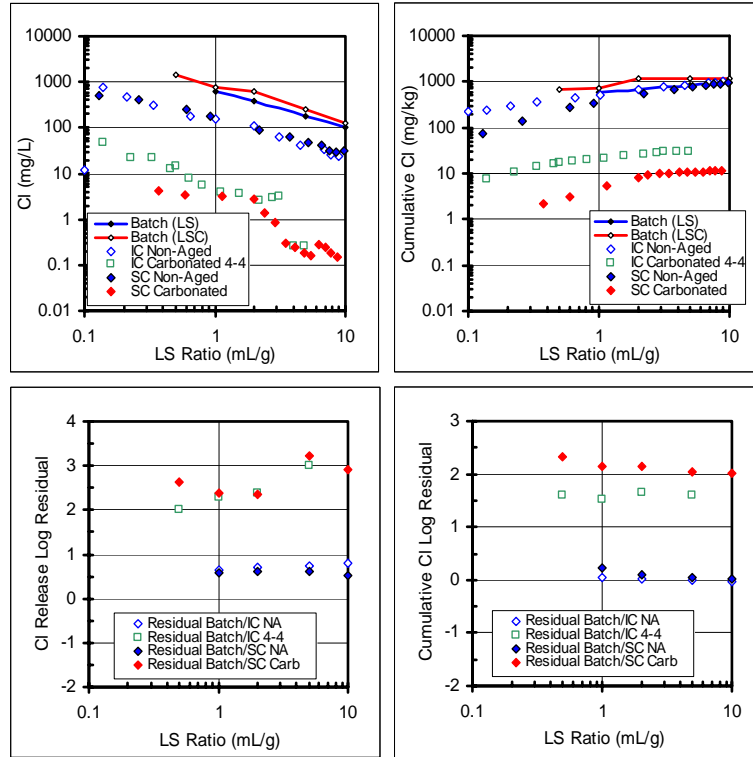 10000
1000
100
10
1
0.1
0.01
Cl (mg/L)
Batch (LS)
Batch (LSC)
IC Non-Aged
IC Carbonated 4-4
SC Non-Aged
SC Carbonated
0.1
1
10
LS Ratio (mL/g)
10000
1000
100
10
1
0.1
0.01
Cumulative Cl (mg/kg)
Batch (LS)
Batch (LSC)
IC Non-Aged
IC Carbonated 4-4
SC Non-Aged
SC Carbonated
0.1
1
10
LS Ratio (mL/g)
4
3
2
1
0
-1
-2
Cl Release Log Residual
Residual Batch/IC NA
Residual Batch/IC 4-4
Residual Batch/SC NA
Residual Batch/SC Carb
0.1
1
10
LS Ratio (mL/g)
3
2
1
0
-1
-2
Cumulative Cl Log Residual
Residual Batch/IC NA
Residual Batch/IC 4-4
Residual Batch/SC NA
Residual Batch/SC Carb
0.1
1
10
LS Ratio (mL/g)